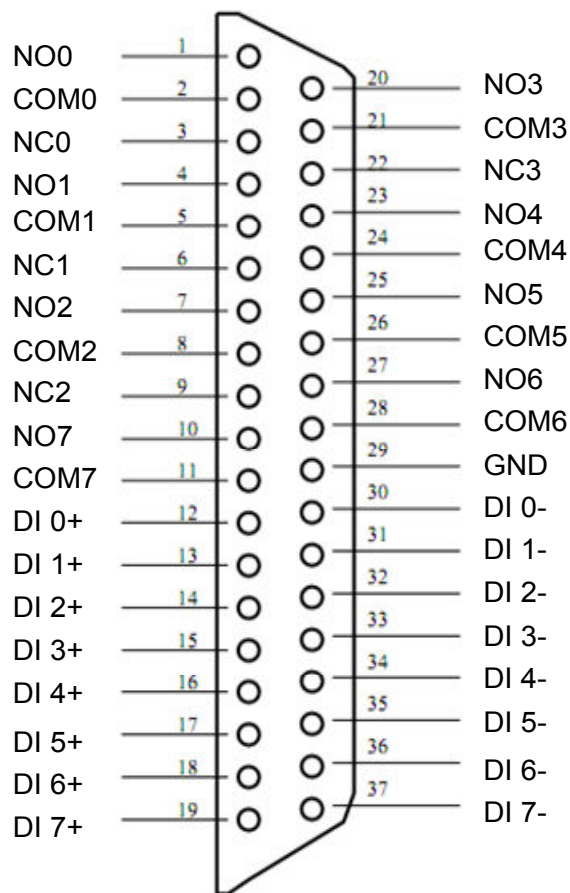 NO0 1
COM0 2
NC0 3
NO1 4
COM1 5
NC1 6
NO2 7
COM2 8
NC2 9
NO7 10
COM7 11
DI 0+ 12
DI 1+ 13
DI 2+ 14
DI 3+ 15
DI 4+ 16
DI 5+ 17
DI 6+ 18
DI 7+ 19
20 NO3
21 COM3
22 NC3
23 NO4
24 COM4
25 NO5
26 COM5
27 NO6
28 COM6
29 GND
30 DI 0-
31 DI 1-
32 DI 2-
33 DI 3-
34 DI 4-
35 DI 5-
36 DI 6-
37 DI 7-